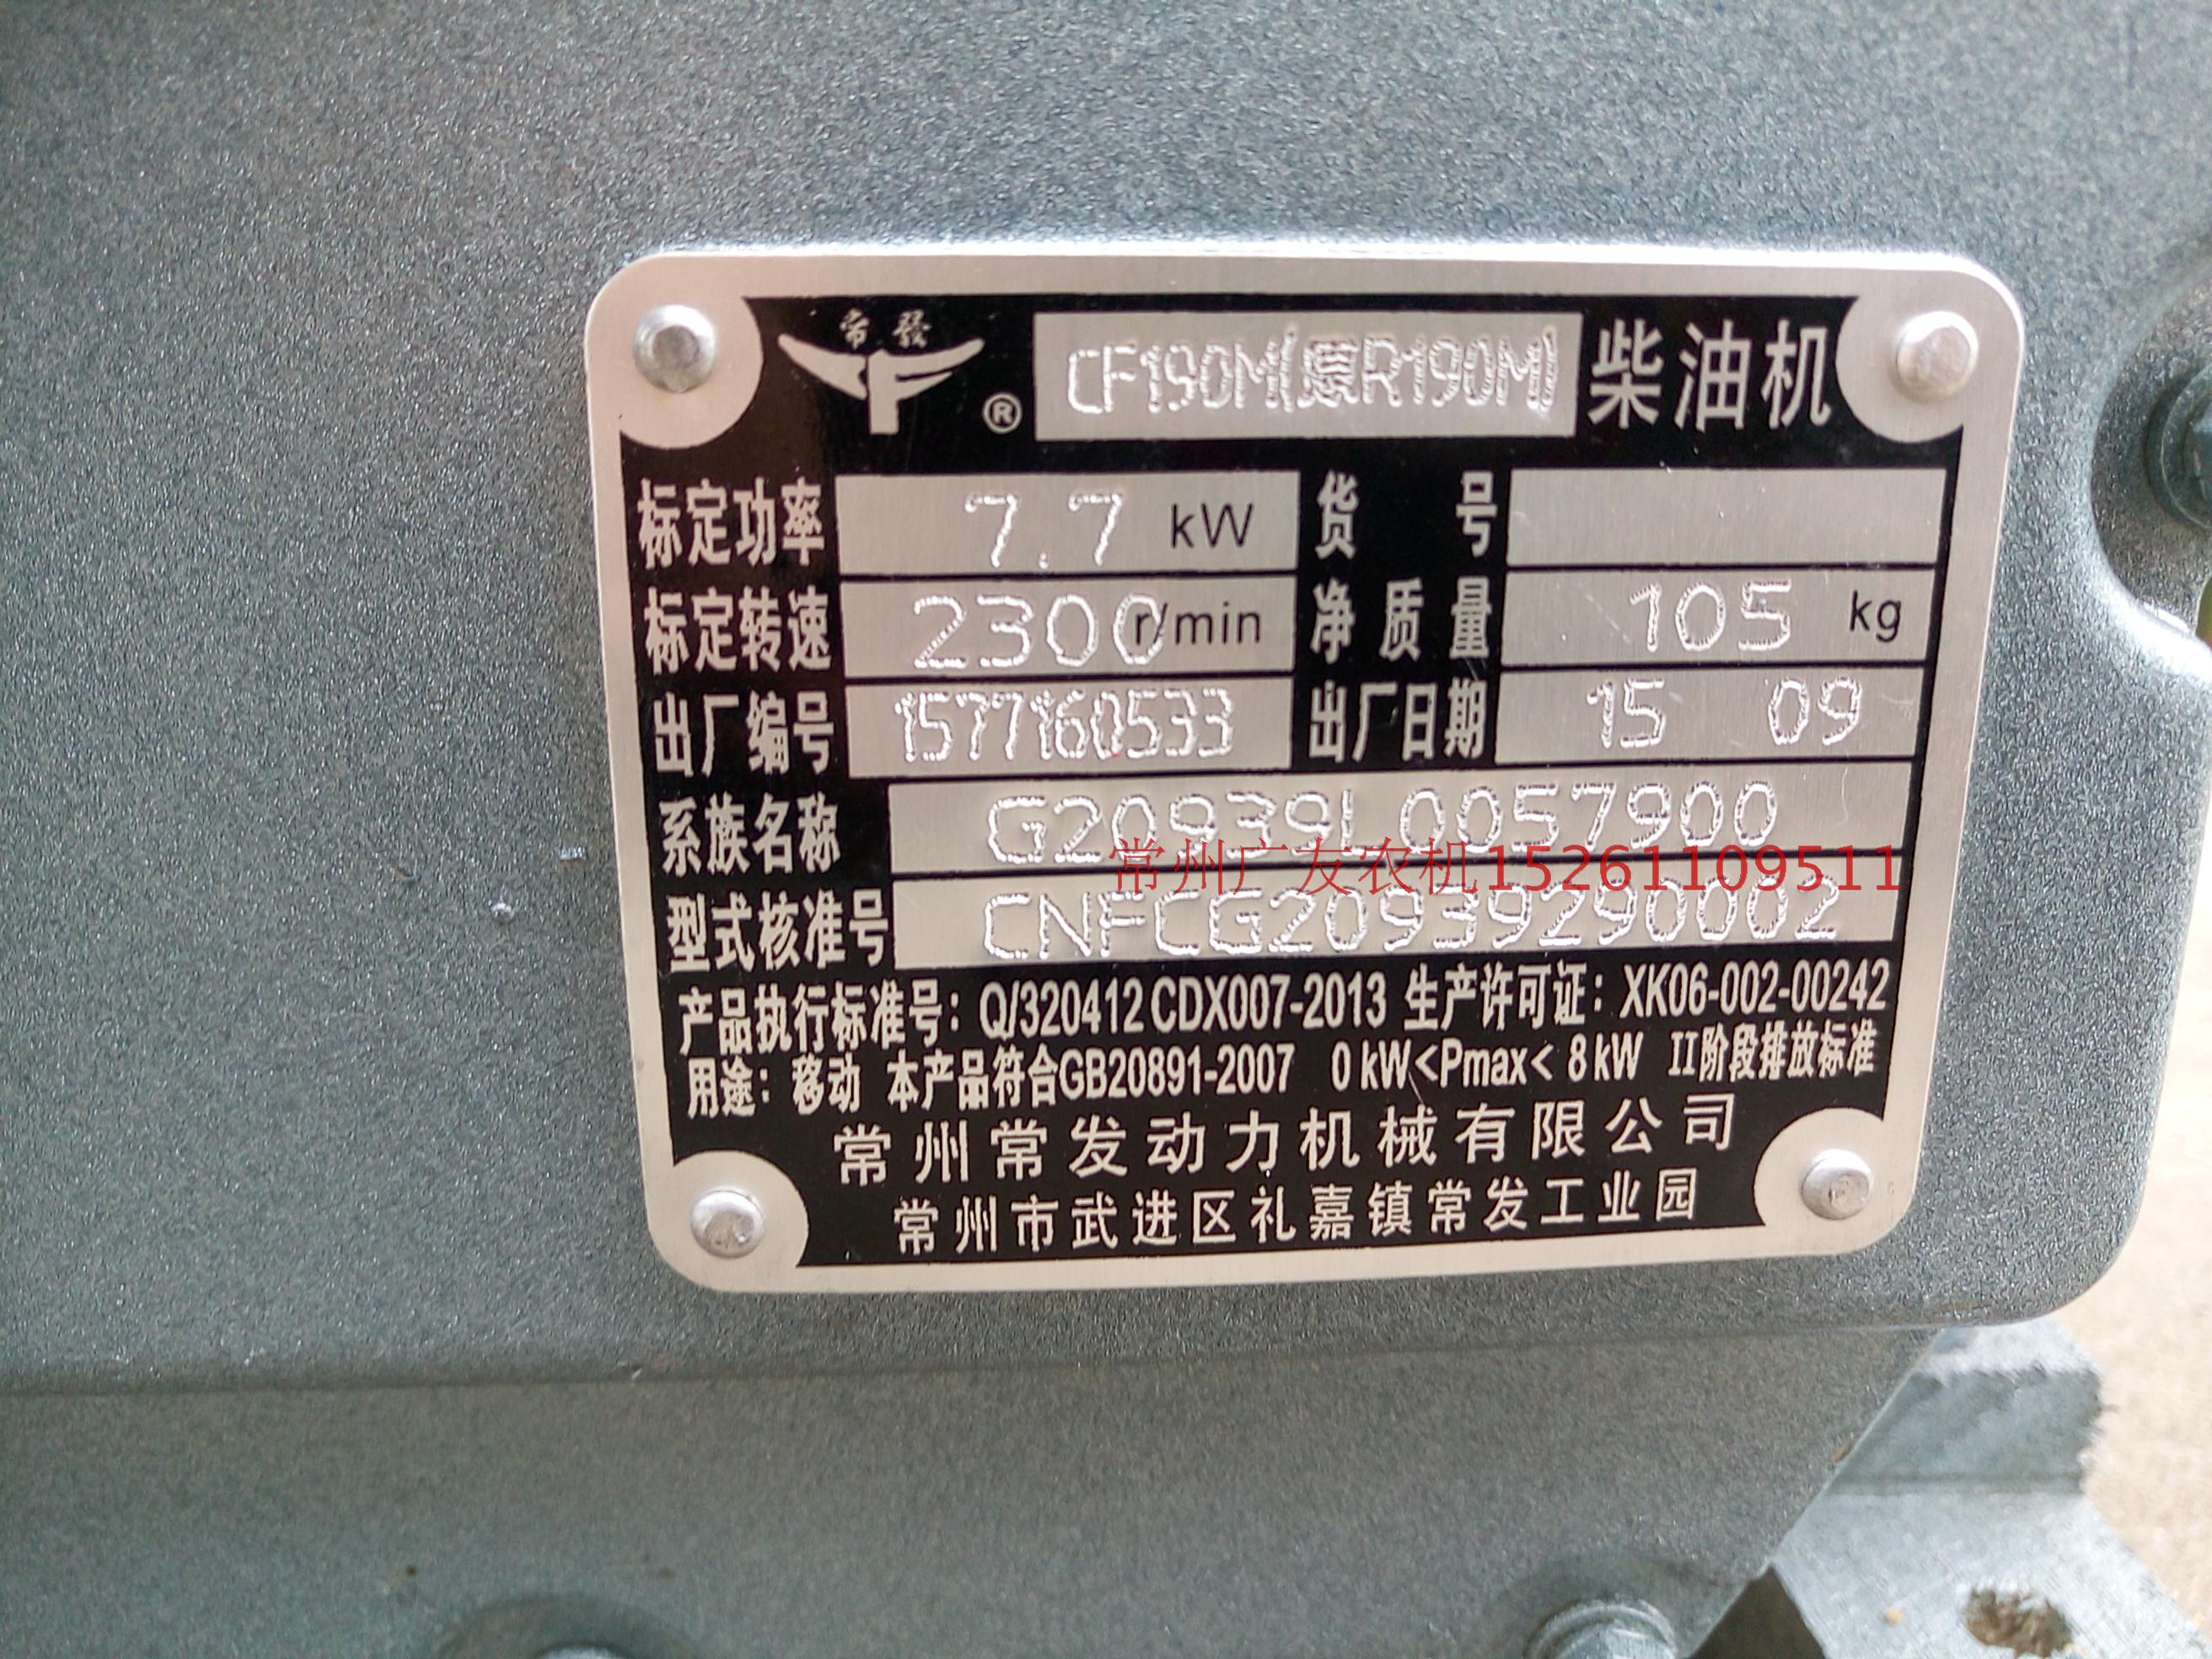 常發
®
CF190M(原R190M) 柴油机
标定功率 7.7 kW 货 号
标定转速 2300 r/min 净质量 105 kg
出厂编号 1577160533 出厂日期 15 09
系族名称 G20939L0057900
常州广友农机15261109511
型式核准号 CNFCG20939290002
产品执行标准号：Q/320412 CDX007-2013 生产许可证：XK06-002-00242
用途：移动 本产品符合GB20891-2007 0 kW<Pmax< 8 kW II阶段排放标准
常州常发动力机械有限公司
常州市武进区礼嘉镇常发工业园